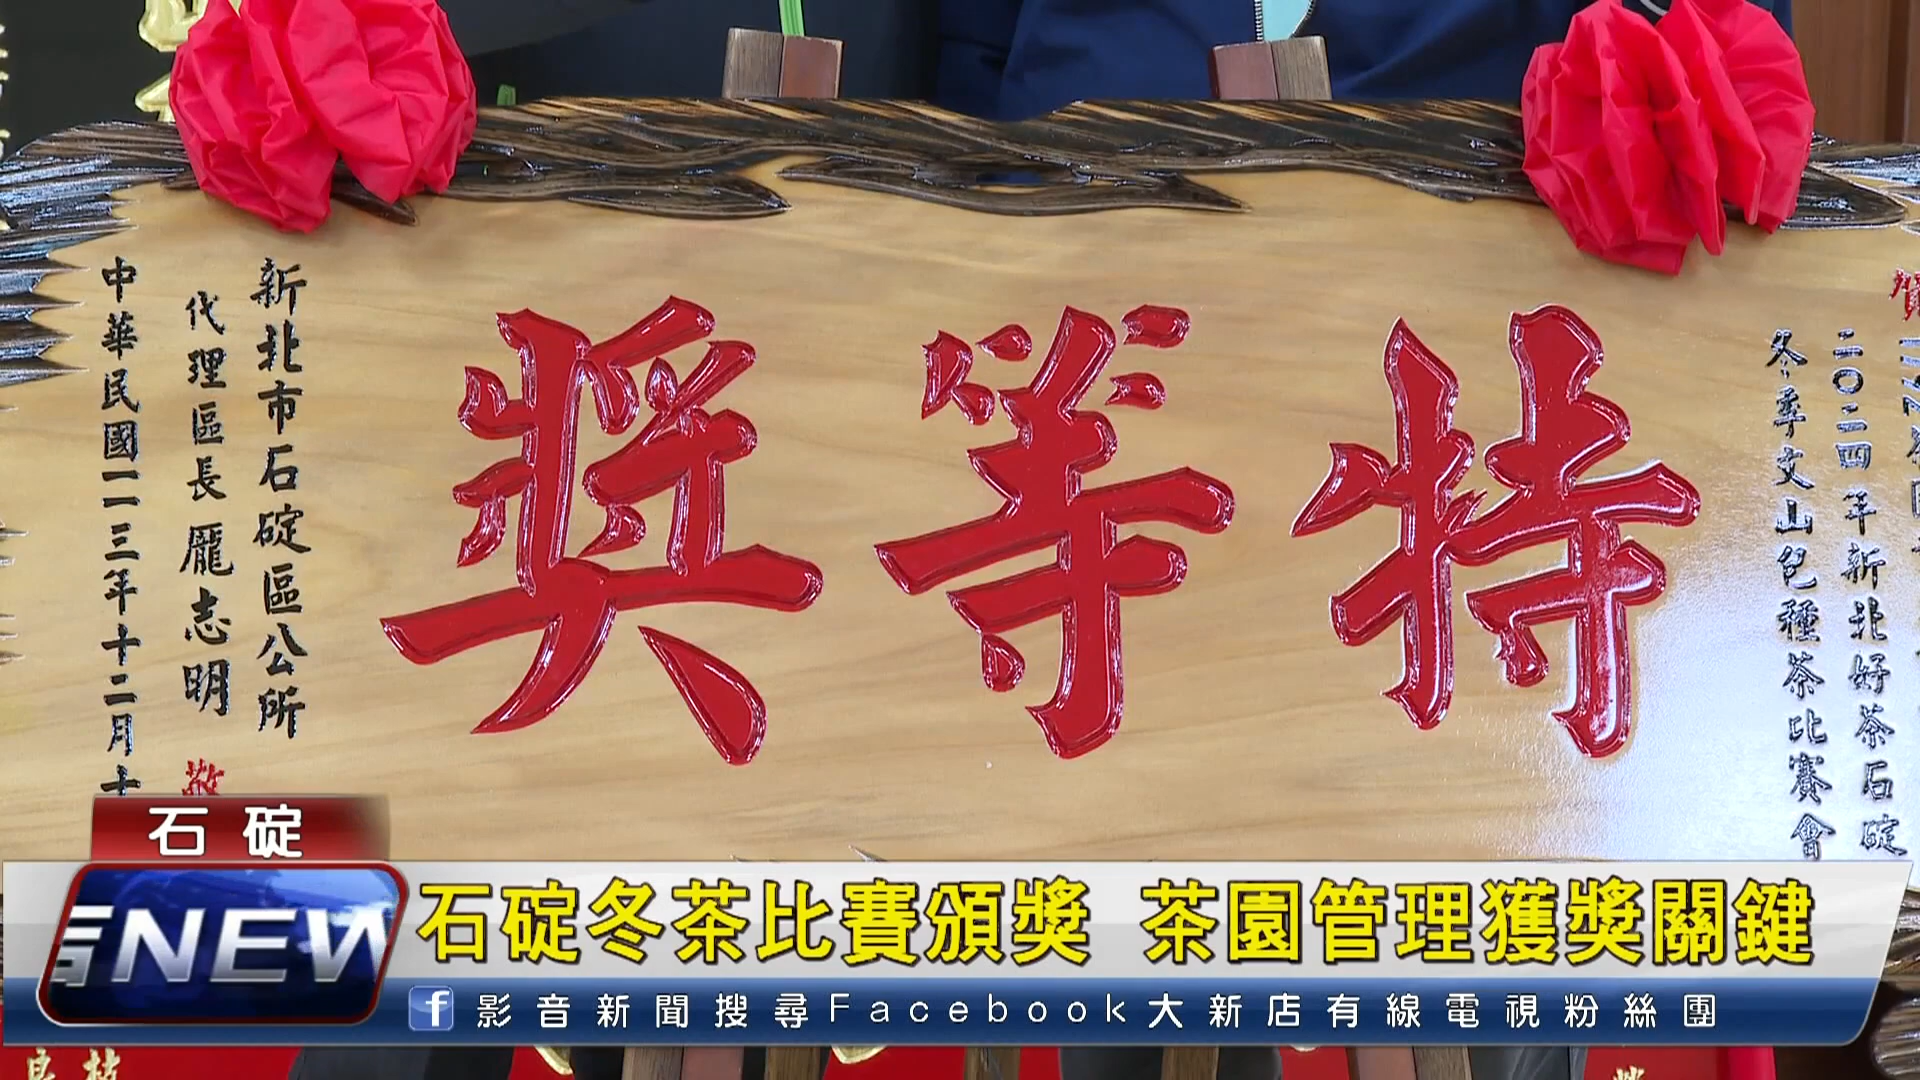 二〇二四年新北好茶石碇
冬季文山包種茶比賽會
特等獎
新北市石碇區公所
代理區長 龐志明 敬
中華民國一一三年十二月十
石碇
NEW
石碇冬茶比賽頒獎 茶園管理獲獎關鍵
影音新聞搜尋Facebook大新店有線電視粉絲團